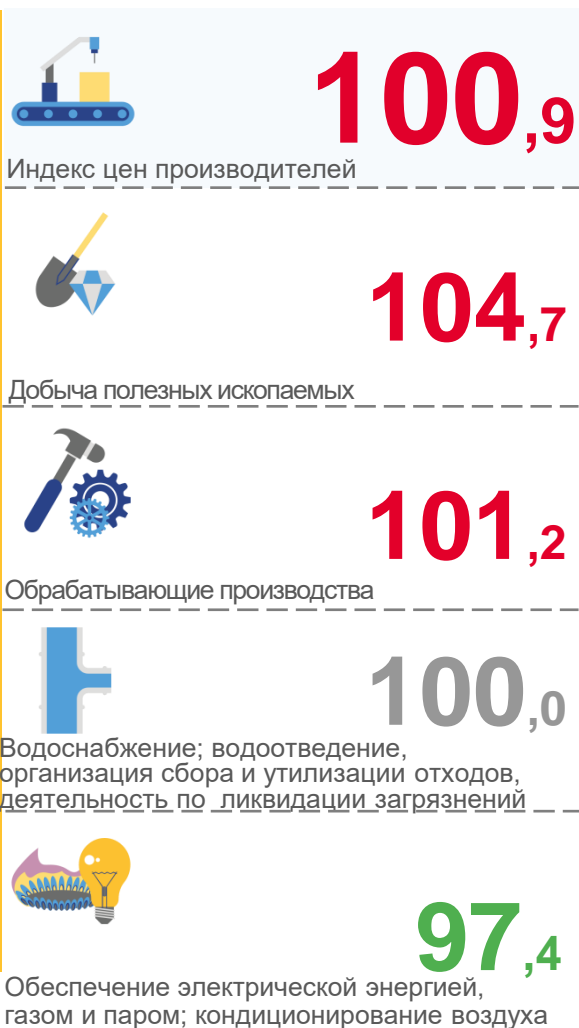 100,9
Индекс цен производителей
104,7
Добыча полезных ископаемых
101,2
Обрабатывающие производства
100,0
Водоснабжение; водоотведение,
организация сбора и утилизации отходов,
деятельность по ликвидации загрязнений
97,4
Обеспечение электрической энергией,
газом и паром; кондиционирование воздуха